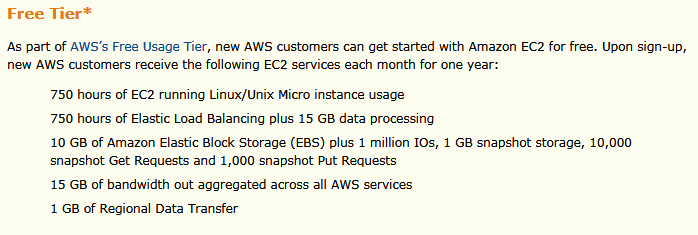 Free Tier*
As part of AWS's Free Usage Tier, new AWS customers can get started with Amazon EC2 for free. Upon sign-up,
new AWS customers receive the following EC2 services each month for one year:
750 hours of EC2 running Linux/Unix Micro instance usage
750 hours of Elastic Load Balancing plus 15 GB data processing
10 GB of Amazon Elastic Block Storage (EBS) plus 1 million IOs, 1 GB snapshot storage, 10,000
snapshot Get Requests and 1,000 snapshot Put Requests
15 GB of bandwidth out aggregated across all AWS services
1 GB of Regional Data Transfer